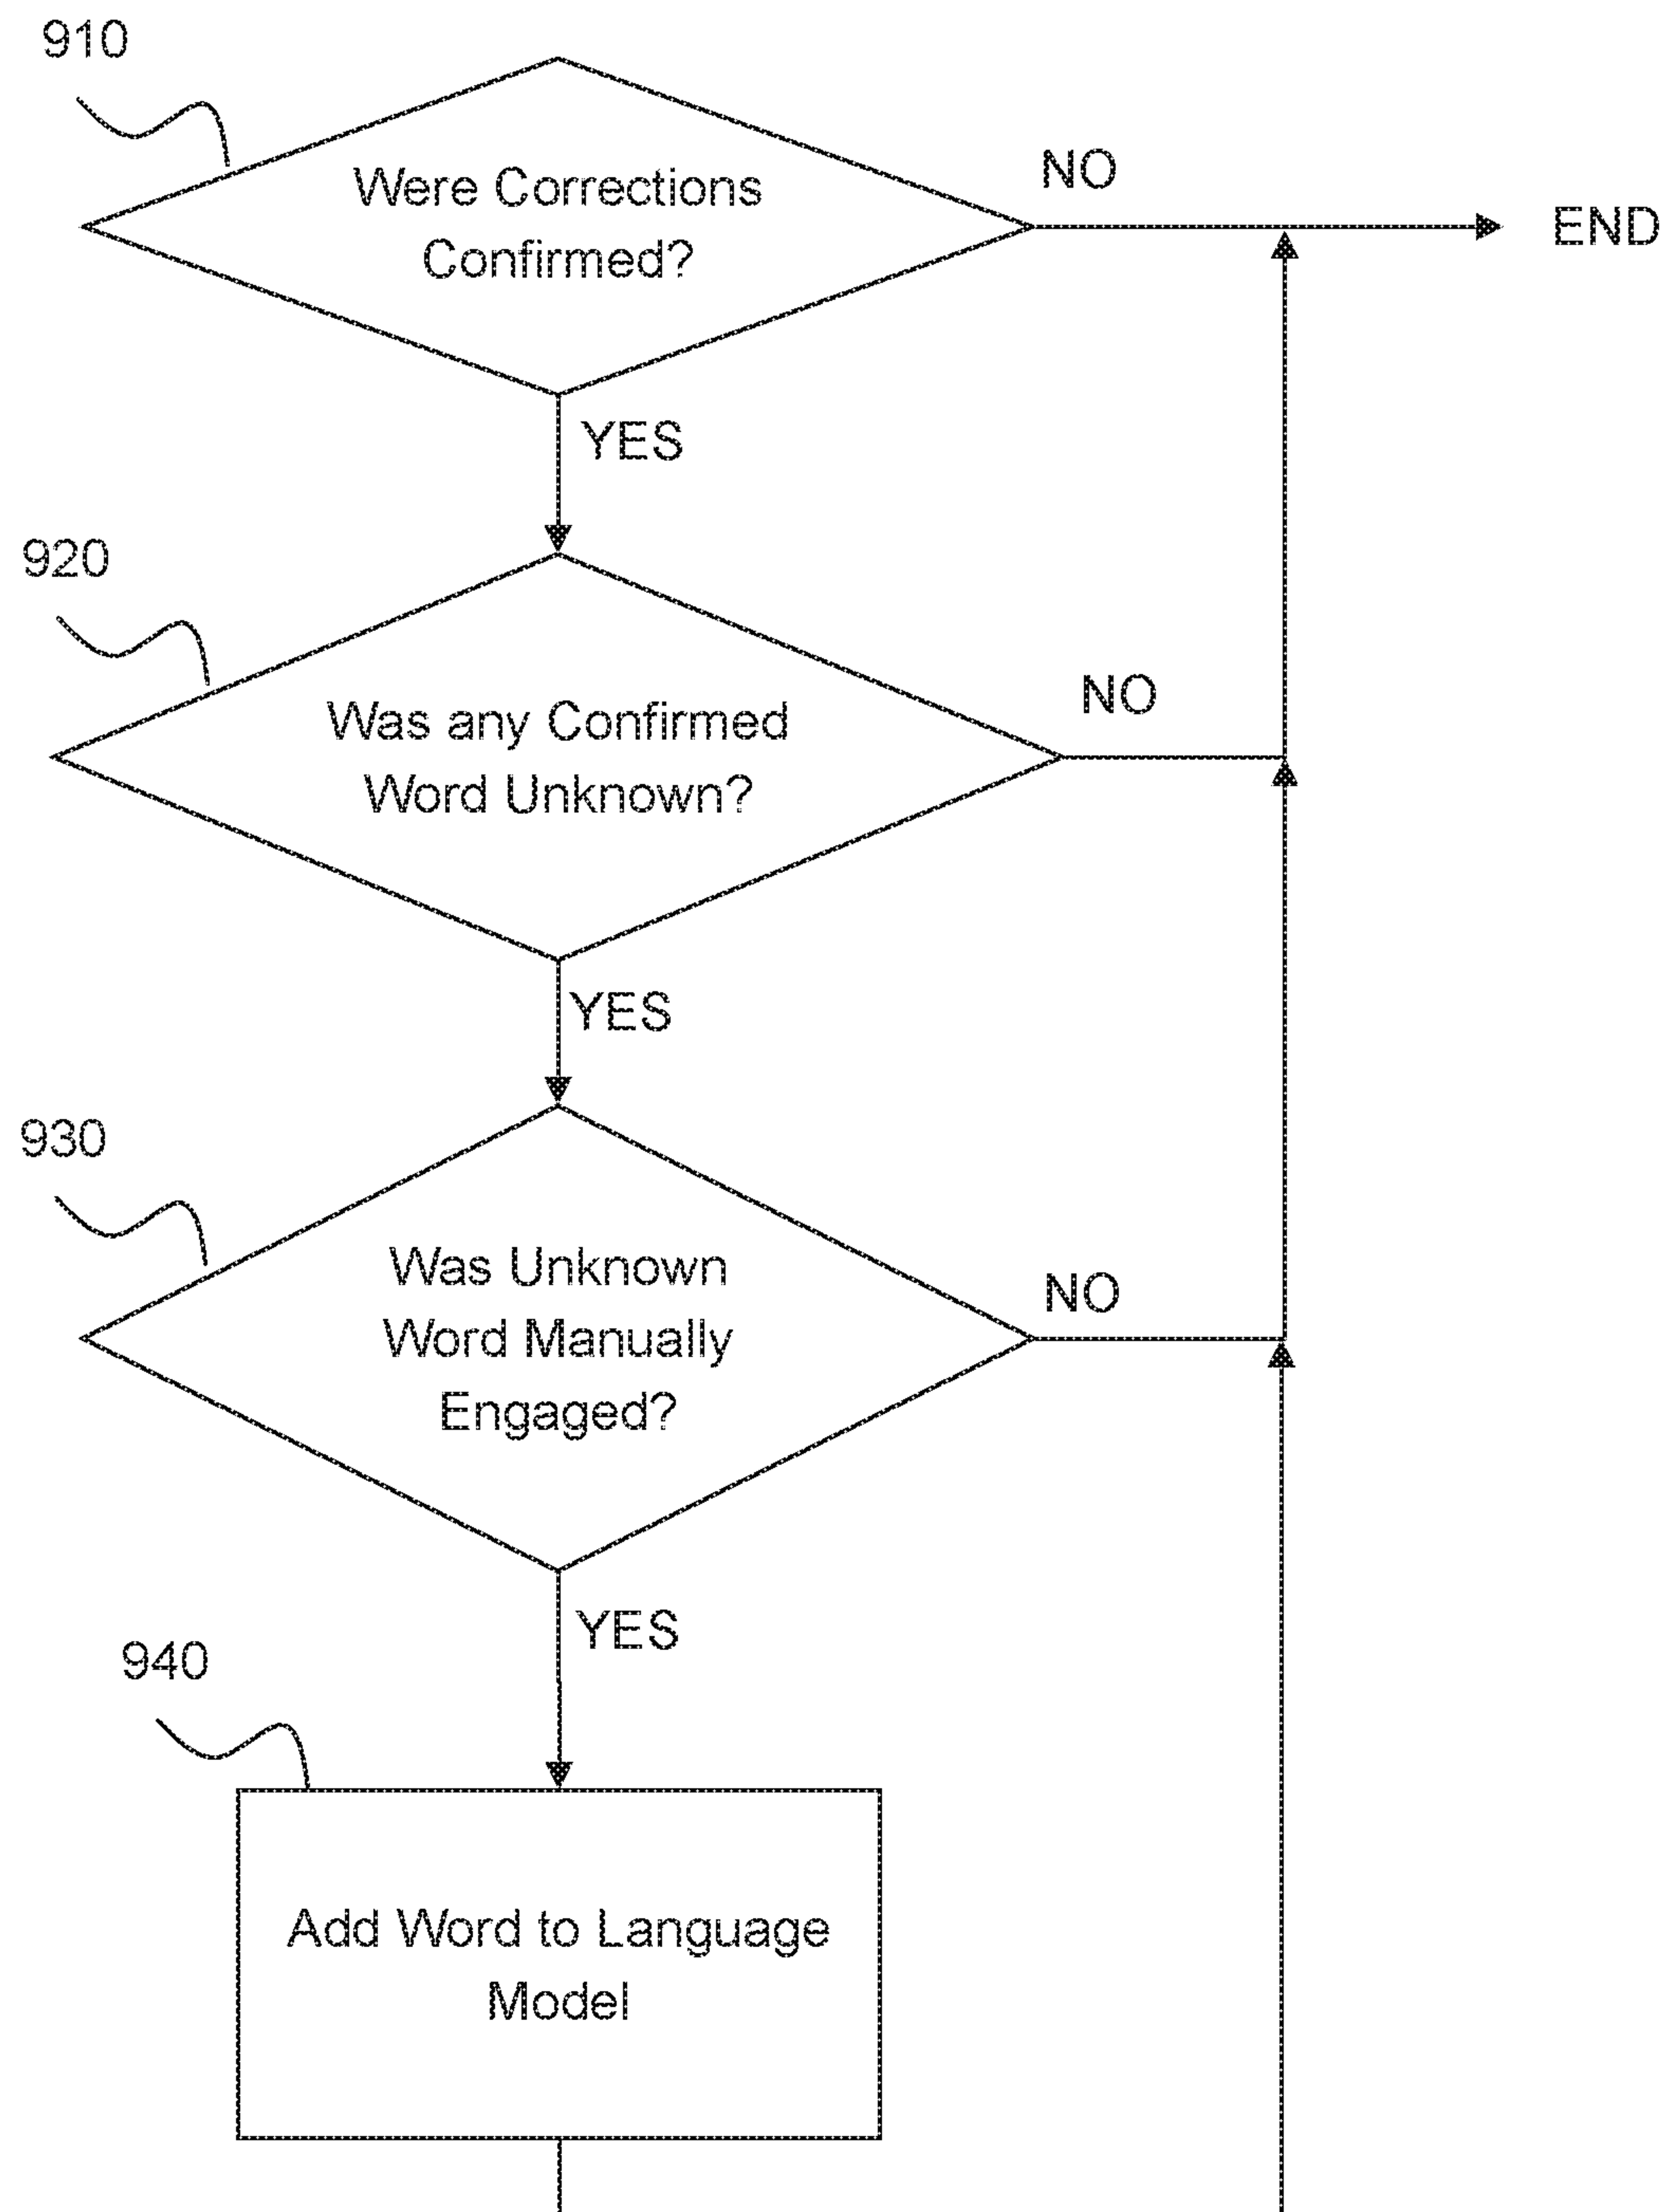 910
Were Corrections
Confirmed?
NO
END
YES
920
Was any Confirmed
Word Unknown?
NO
YES
930
Was Unknown
Word Manually
Engaged?
NO
YES
940
Add Word to Language
Model